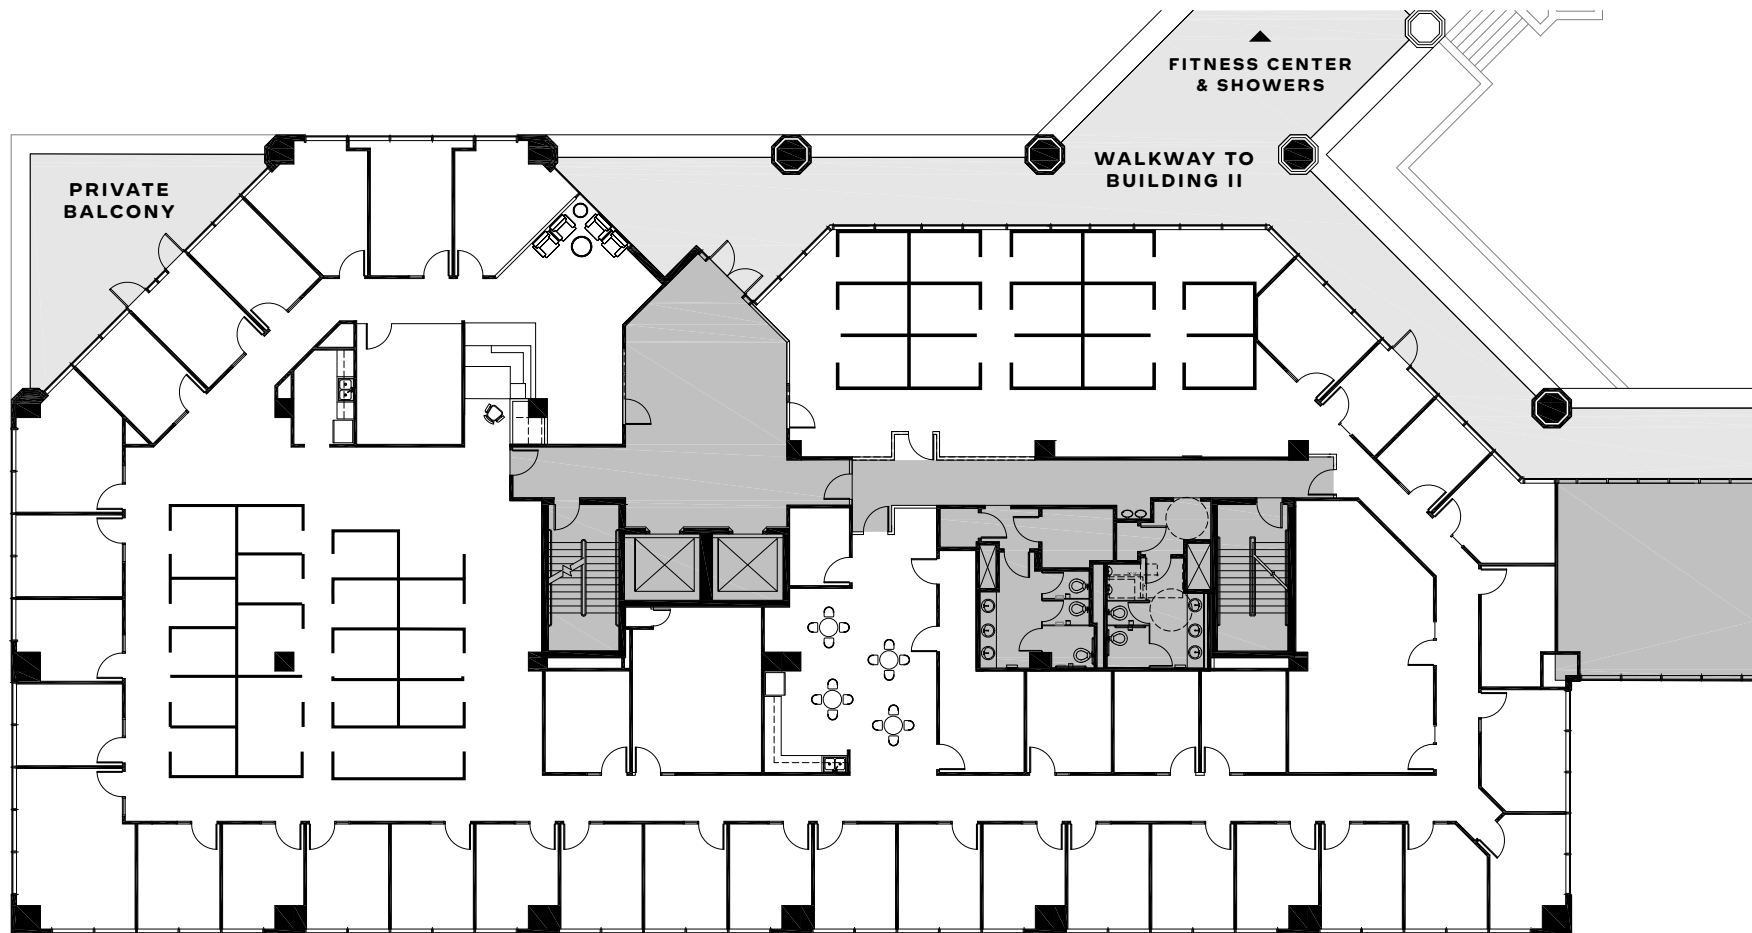 FITNESS CENTER
& SHOWERS
WALKWAY TO
BUILDING II
PRIVATE
BALCONY